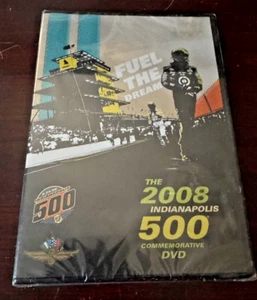 FUEL
THE
DREAM
500
THE
2008
INDIANAPOLIS
500
COMMEMORATIVE
DVD